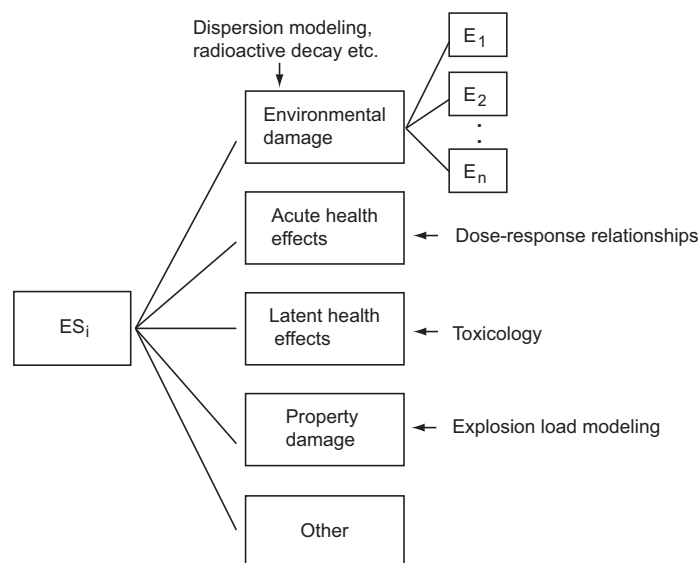 Dispersion modeling,
radioactive decay etc.
E1
Environmental
damage
E2
.
.
En
Acute health
effects
Dose-response relationships
ESi
Latent health
effects
Toxicology
Property
damage
Explosion load modeling
Other